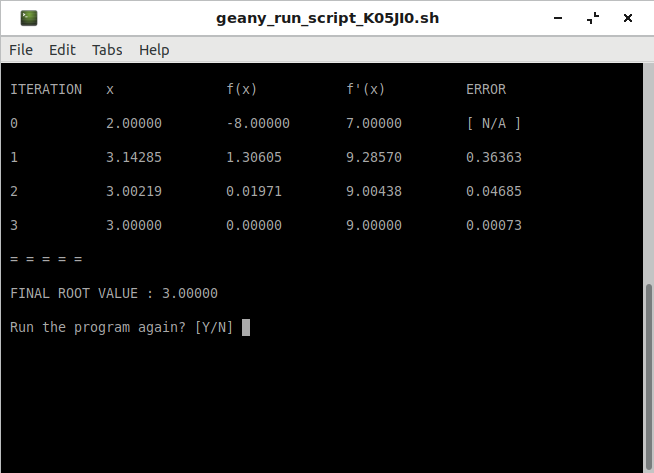 geany_run_script_K05JI0.sh
File Edit Tabs Help
ITERATION x f(x) f'(x) ERROR
0 2.00000 -8.00000 7.00000 [ N/A ]
1 3.14285 1.30605 9.28570 0.36363
2 3.00219 0.01971 9.00438 0.04685
3 3.00000 0.00000 9.00000 0.00073
= = = = =
FINAL ROOT VALUE : 3.00000
Run the program again? [Y/N]